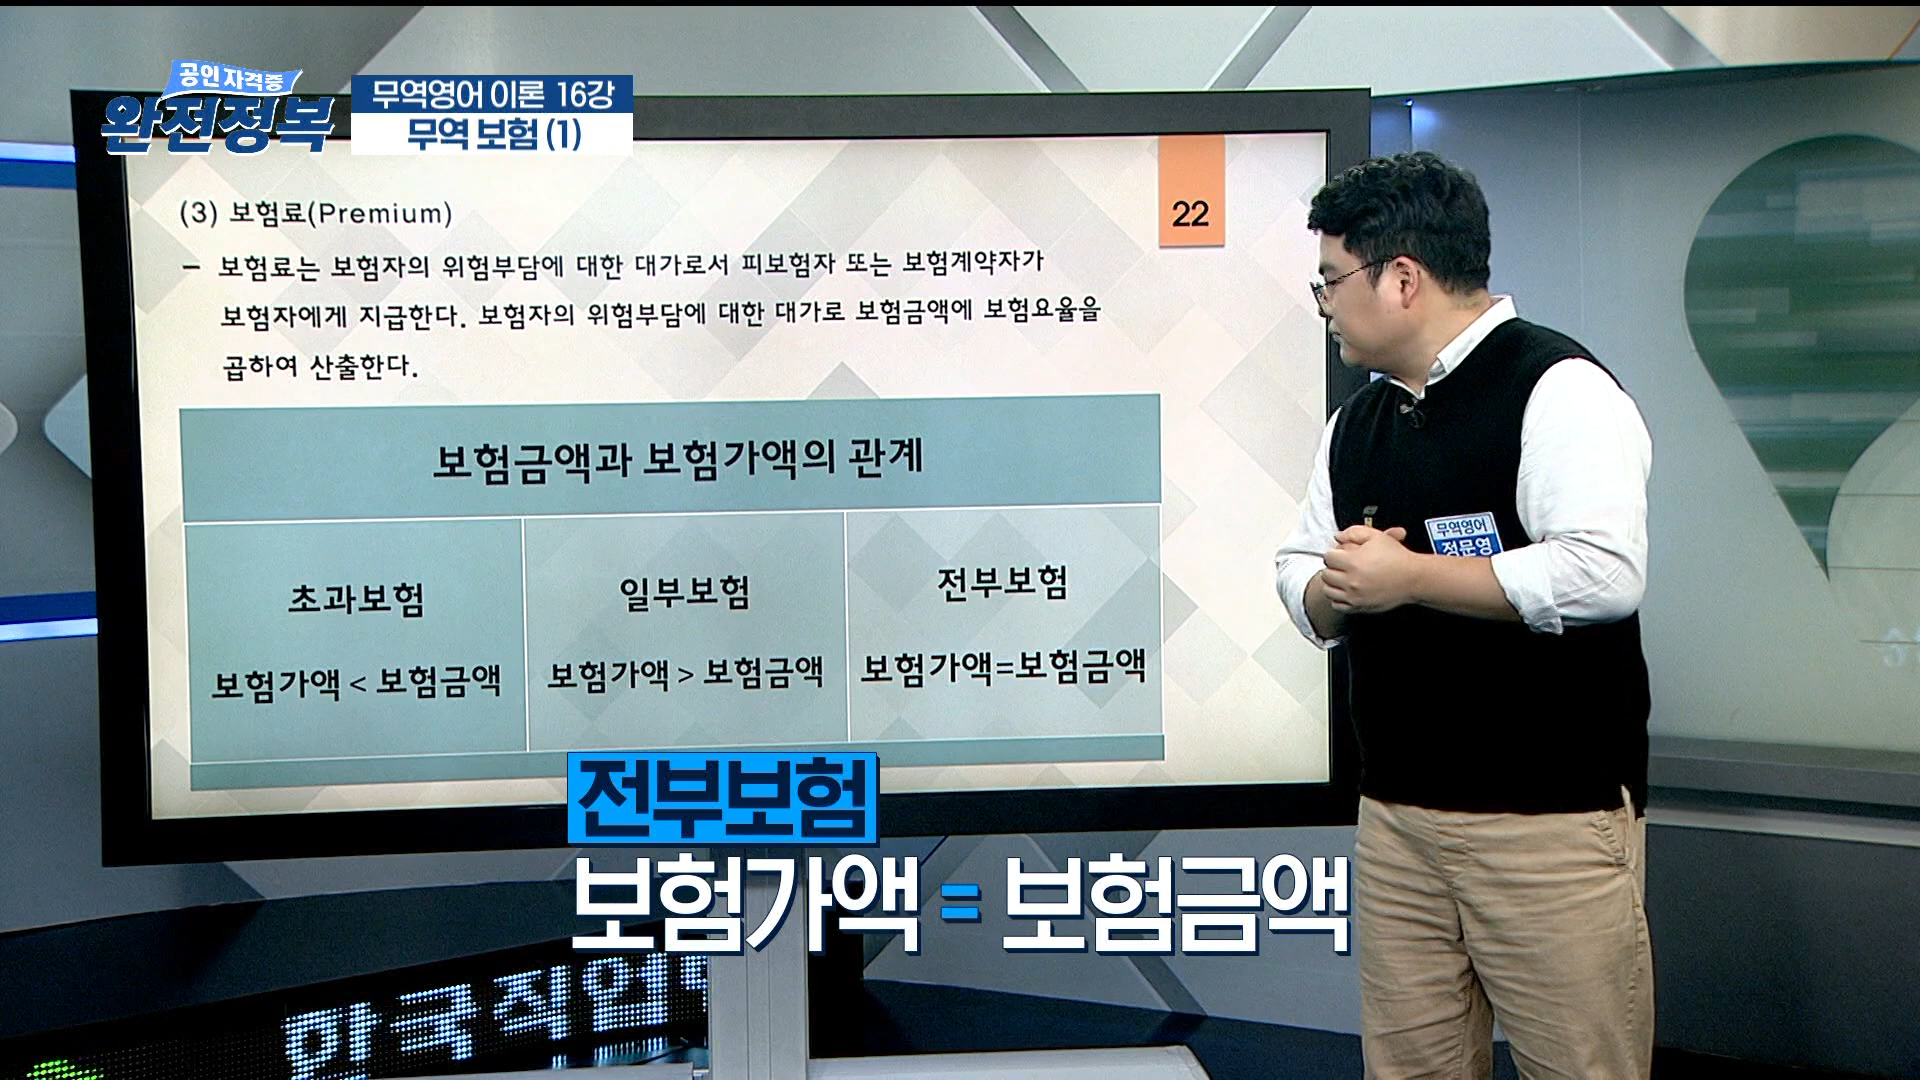 공인 자격증
완전정복
무역영어 이론 16강
무역 보험 (1)
22
(3) 보험료(Premium)
– 보험료는 보험자의 위험부담에 대한 대가로서 피보험자 또는 보험계약자가
보험자에게 지급한다. 보험자의 위험부담에 대한 대가로 보험금액에 보험요율을
곱하여 산출한다.
보험금액과 보험가액의 관계
초과보험
일부보험
전부보험
보험가액 < 보험금액
보험가액 > 보험금액
보험가액=보험금액
무역영어
정문영
전부보험
보험가액 = 보험금액
한국직업